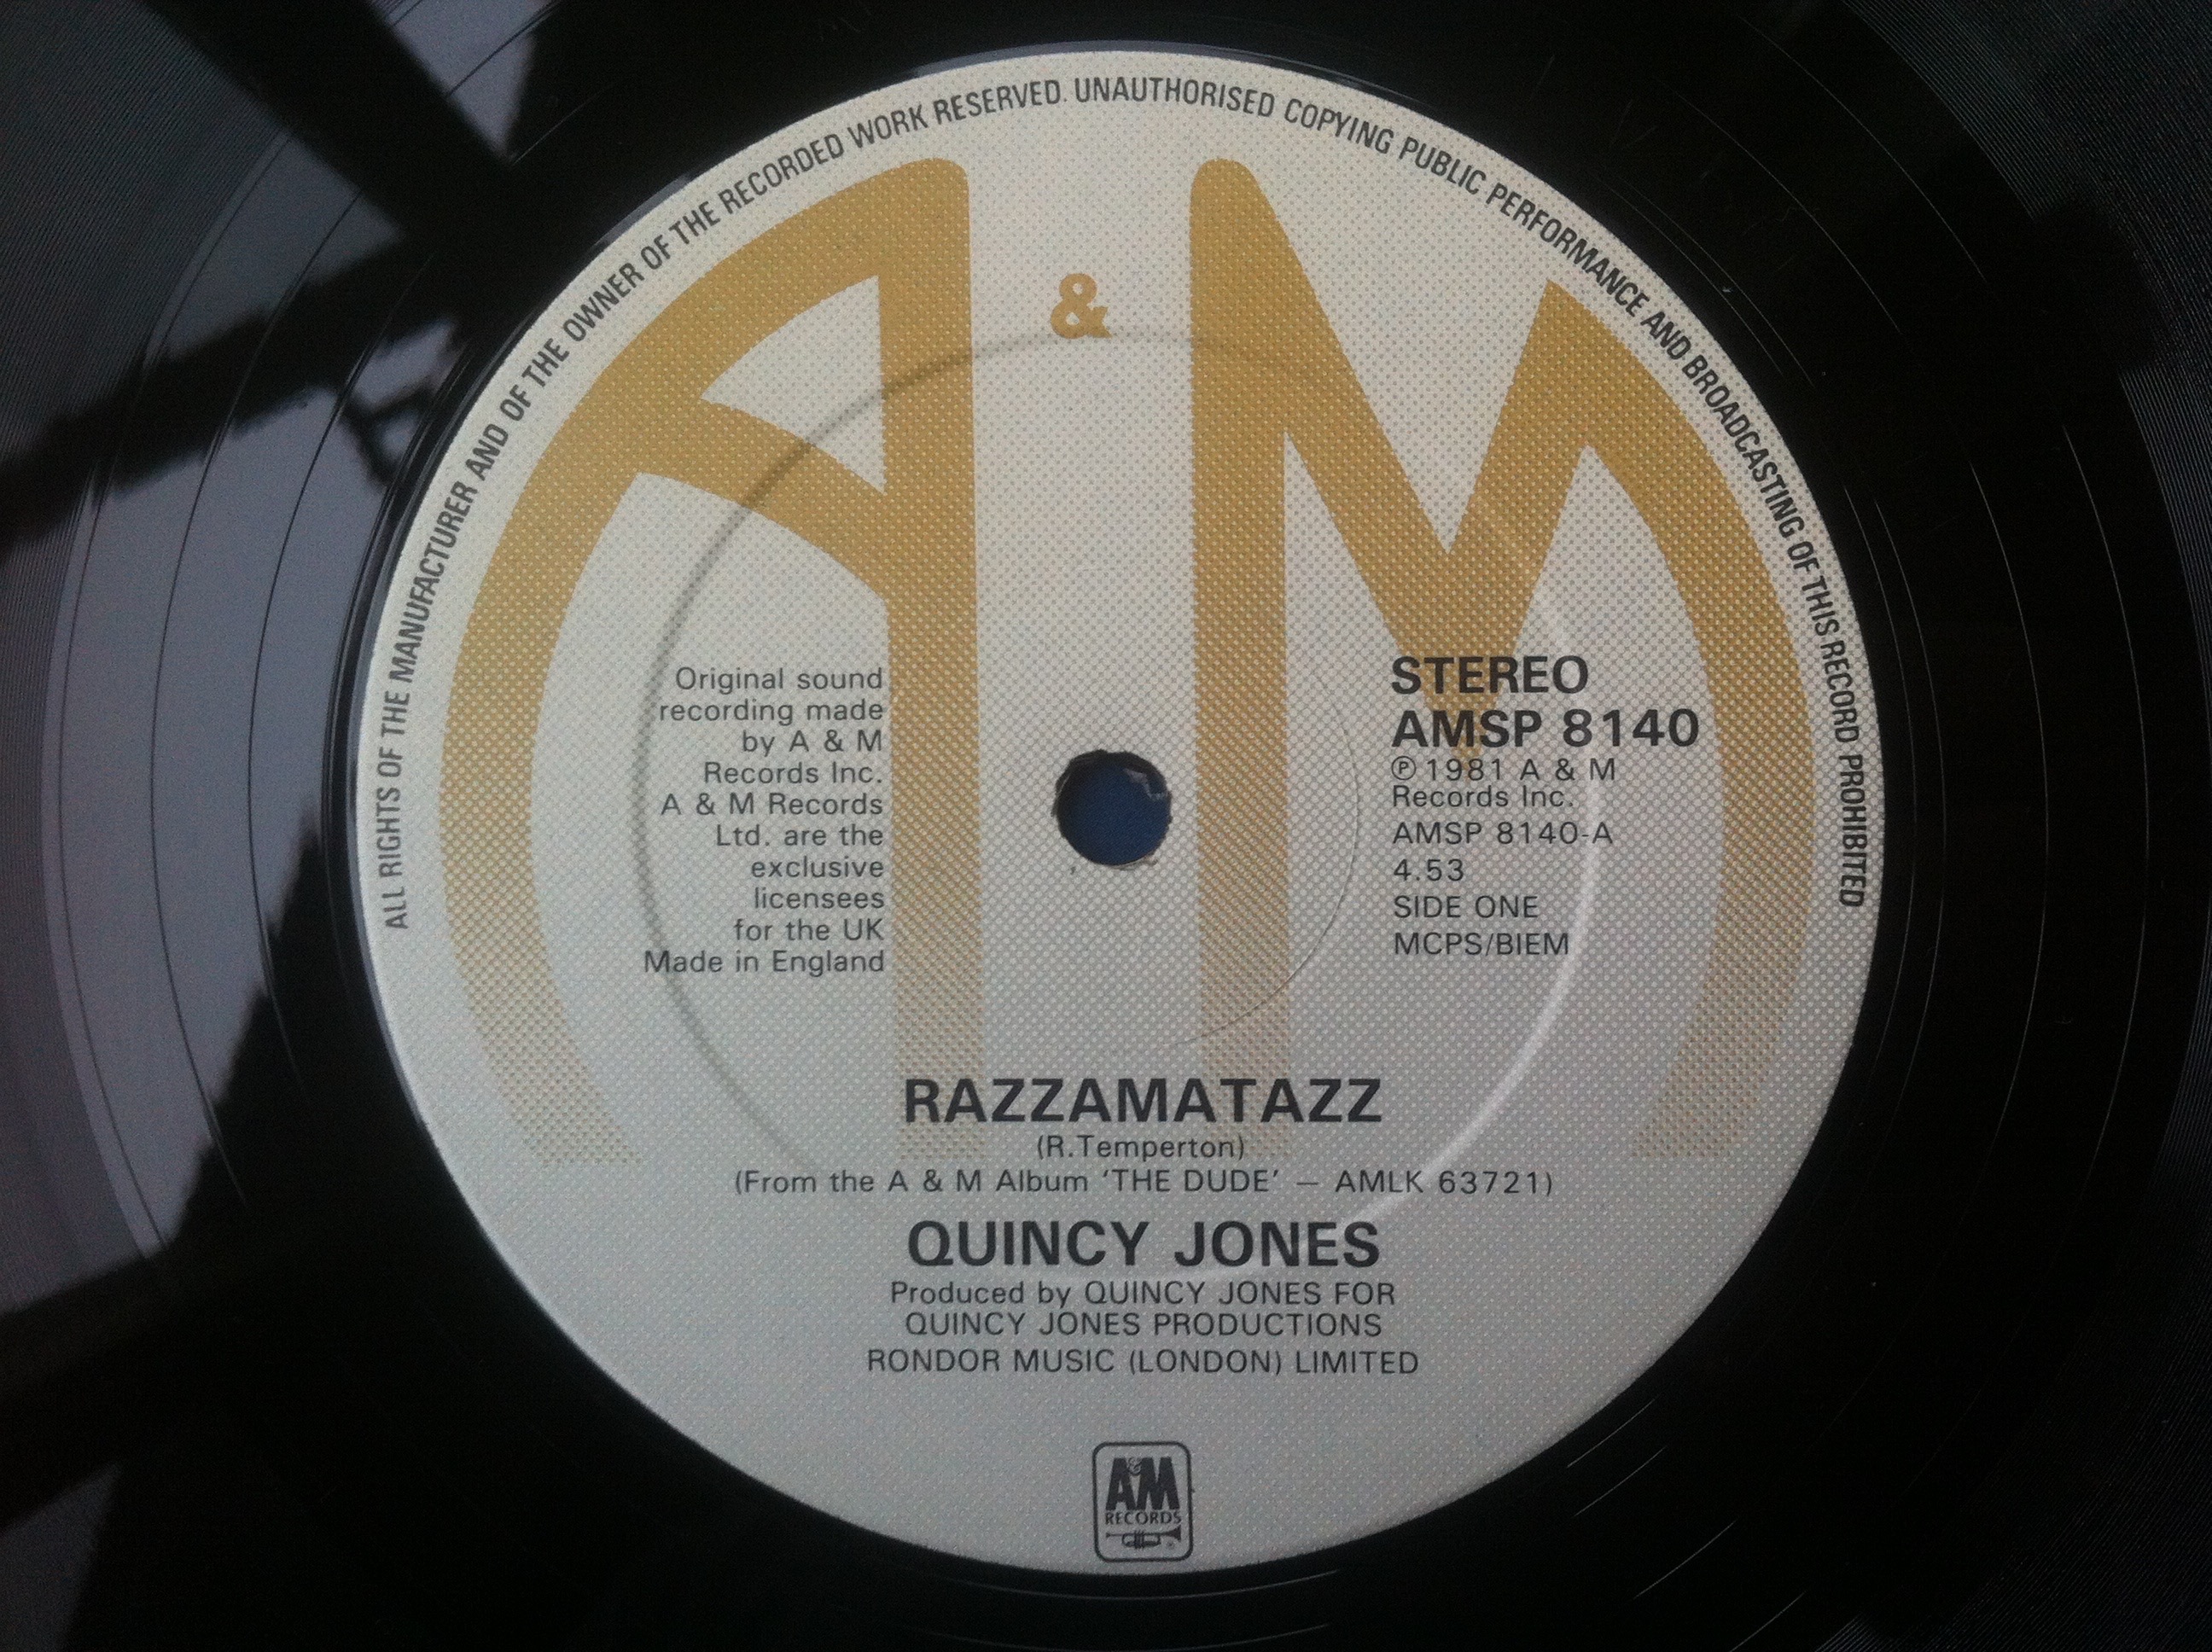 ALL RIGHTS OF THE MANUFACTURER AND OF THE OWNER OF THE RECORDED WORK RESERVED. UNAUTHORISED COPYING PUBLIC PERFORMANCE AND BROADCASTING OF THIS RECORD PROHIBITED
A & M
Original sound
recording made
by A & M
Records Inc.
A & M Records
Ltd. are the
exclusive
licensees
for the UK
Made in England
STEREO
AMSP 8140
℗ 1981 A & M
Records Inc.
AMSP 8140-A
4.53
SIDE ONE
MCPS/BIEM
RAZZAMATAZZ
(R.Temperton)
(From the A & M Album ‘THE DUDE’ — AMLK 63721)
QUINCY JONES
Produced by QUINCY JONES FOR
QUINCY JONES PRODUCTIONS
RONDOR MUSIC (LONDON) LIMITED
A&M
RECORDS
®